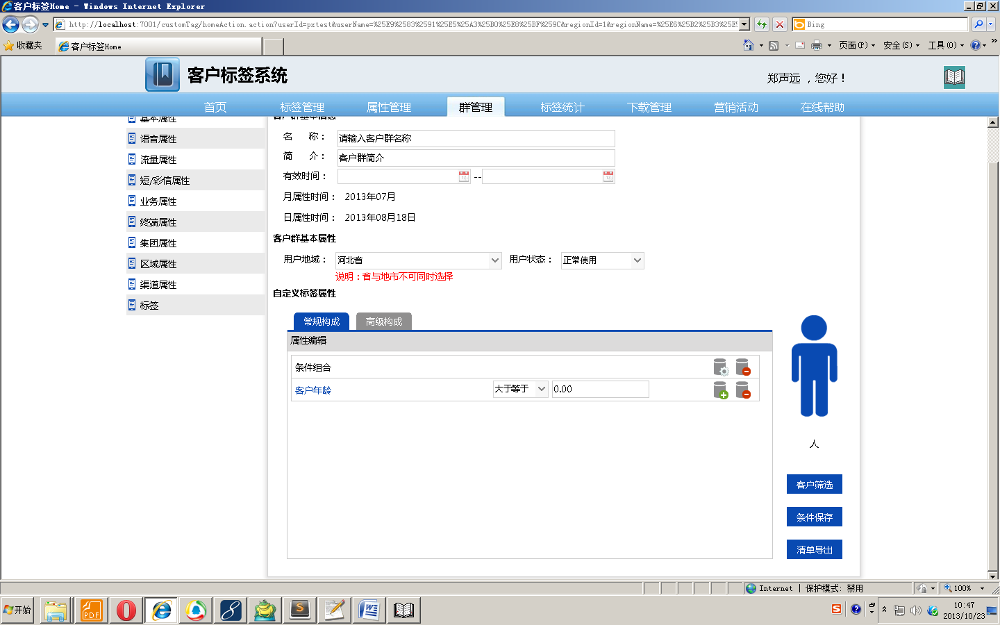 客户标签Home - Windows Internet Explorer
http://localhost:7001/customTag/homeAction.action?userId=pxtest&userName=%25E9%2583%2591%25E5%25A3%25B0%25E8%25BF%259C&regionId=1&regionName=%25E6%25B2%25B3%25E5
Bing
收藏夹
客户标签Home
页面(P)
安全(S)
工具(O)
客户标签系统
郑声远 ，您好！
首页
标签管理
属性管理
群管理
标签统计
下载管理
营销活动
在线帮助
基本属性
语音属性
流量属性
短/彩信属性
业务属性
终端属性
集团属性
区域属性
渠道属性
标签
客户群基本信息
名 称： 请输入客户群名称
简 介： 客户群简介
有效时间： --
月属性时间： 2013年07月
日属性时间： 2013年08月18日
客户群基本属性
用户地域： 河北省 用户状态： 正常使用
说明：省与地市不可同时选择
自定义标签属性
常规构成 高级构成
属性编辑
条件组合
客户年龄 大于等于 0.00
人
客户筛选
条件保存
清单导出
Internet | 保护模式: 禁用
100%
开始
PDF
10:47
2013/10/23